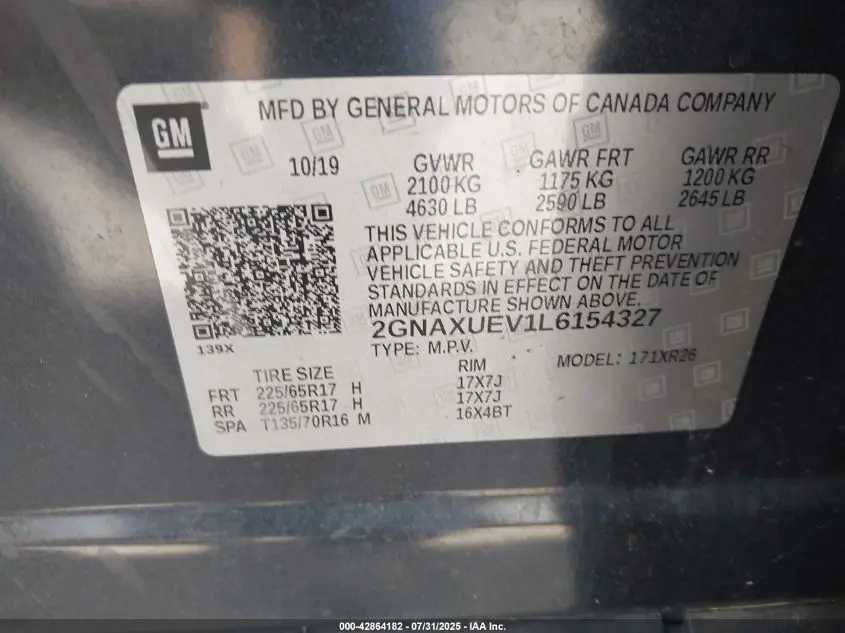 MFD BY GENERAL MOTORS OF CANADA COMPANY
GM
10/19
GVWR GAWR FRT GAWR RR
2100 KG 1175 KG 1200 KG
4630 LB 2590 LB 2645 LB
THIS VEHICLE CONFORMS TO ALL
APPLICABLE U.S. FEDERAL MOTOR
VEHICLE SAFETY AND THEFT PREVENTION
STANDARDS IN EFFECT ON THE DATE OF
MANUFACTURE SHOWN ABOVE.
2GNAXUEV1L6154327
139X
TYPE: M.P.V. MODEL: 171XR26
TIRE SIZE RIM
FRT 225/65R17 H 17X7J
RR 225/65R17 H 17X7J
SPA T135/70R16 M 16X4BT
000-42864182 - 07/31/2025 - IAA Inc.